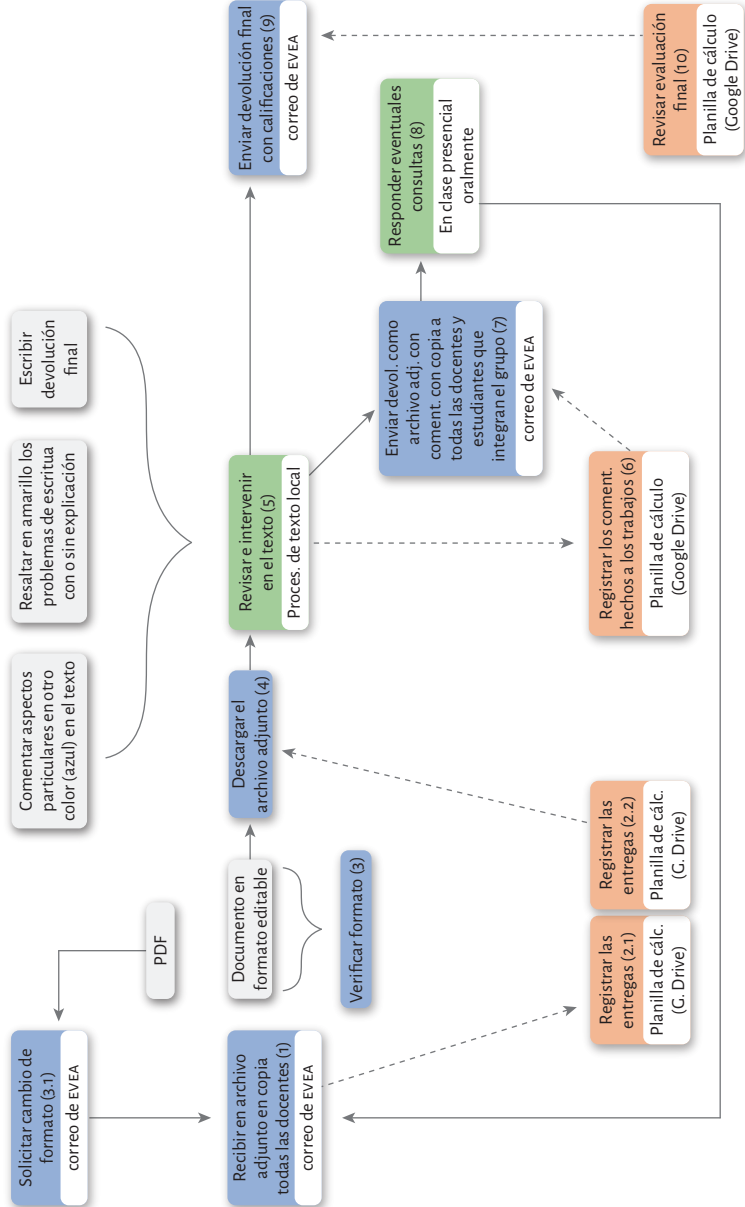 Solicitar cambio de
formato (3.1)
correo de EVEA
PDF
Comentar aspectos
particulares en otro
color (azul) en el texto
Resaltar en amarillo los
problemas de escritua
con o sin explicación
Escribir
devolución
final
Recibir en archivo
adjunto en copia
todas las docentes (1)
correo de EVEA
Documento en
formato editable
Verificar formato (3)
Descargar el
archivo adjunto (4)
Revisar e intervenir
en el texto (5)
Proces. de texto local
Enviar devolución final
con calificaciones (9)
correo de EVEA
Enviar devol. como
archivo adj. con
coment. con copia a
todas las docentes y
estudiantes que
integran el grupo (7)
correo de EVEA
Responder eventuales
consultas (8)
En clase presencial
oralmente
Registrar las
entregas (2.1)
Planilla de cálc.
(G. Drive)
Registrar las
entregas (2.2)
Planilla de cálc.
(G. Drive)
Registrar los coment.
hechos a los trabajos (6)
Planilla de cálculo
(Google Drive)
Revisar evaluación
final (10)
Planilla de cálculo
(Google Drive)